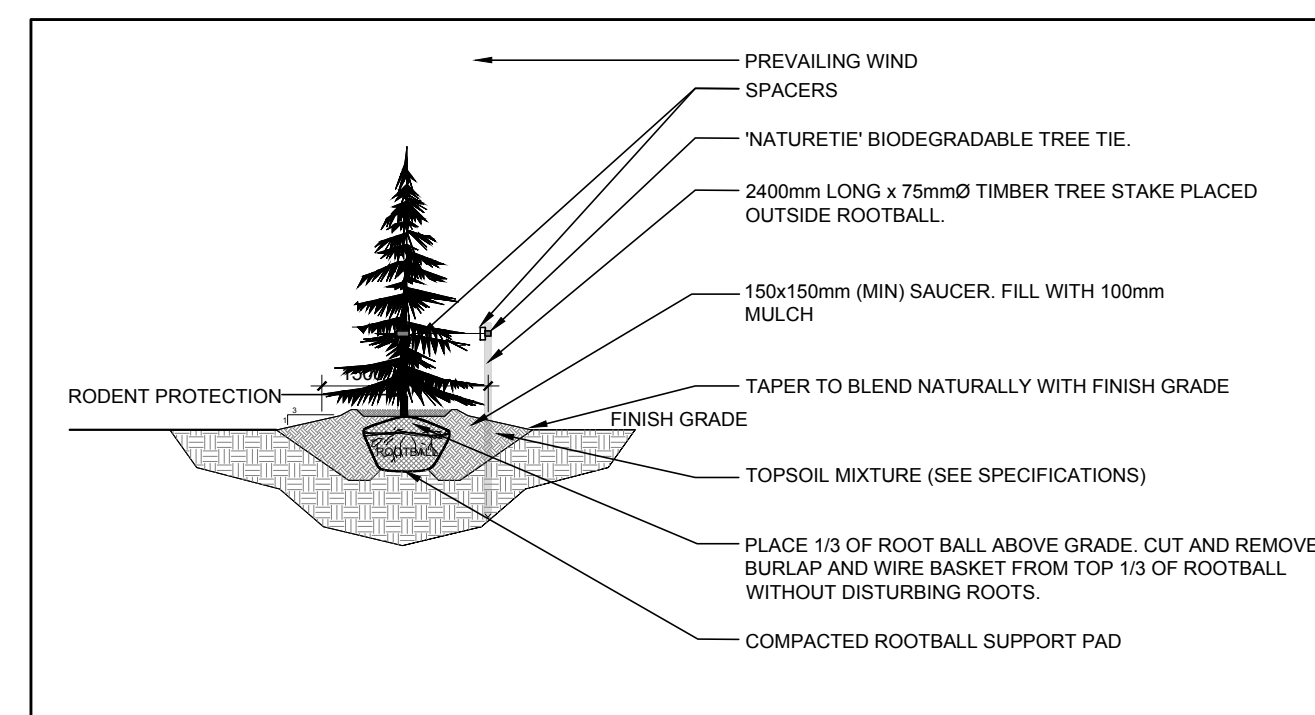 PREVAILING WIND
SPACERS
'NATURETIE' BIODEGRADABLE TREE TIE.
2400mm LONG x 75mmØ TIMBER TREE STAKE PLACED
OUTSIDE ROOTBALL.
150x150mm (MIN) SAUCER. FILL WITH 100mm
MULCH
1500
RODENT PROTECTION
TAPER TO BLEND NATURALLY WITH FINISH GRADE
3
1
FINISH GRADE
ROOTBALL
TOPSOIL MIXTURE (SEE SPECIFICATIONS)
PLACE 1/3 OF ROOT BALL ABOVE GRADE. CUT AND REMOVE
BURLAP AND WIRE BASKET FROM TOP 1/3 OF ROOTBALL
WITHOUT DISTURBING ROOTS.
COMPACTED ROOTBALL SUPPORT PAD